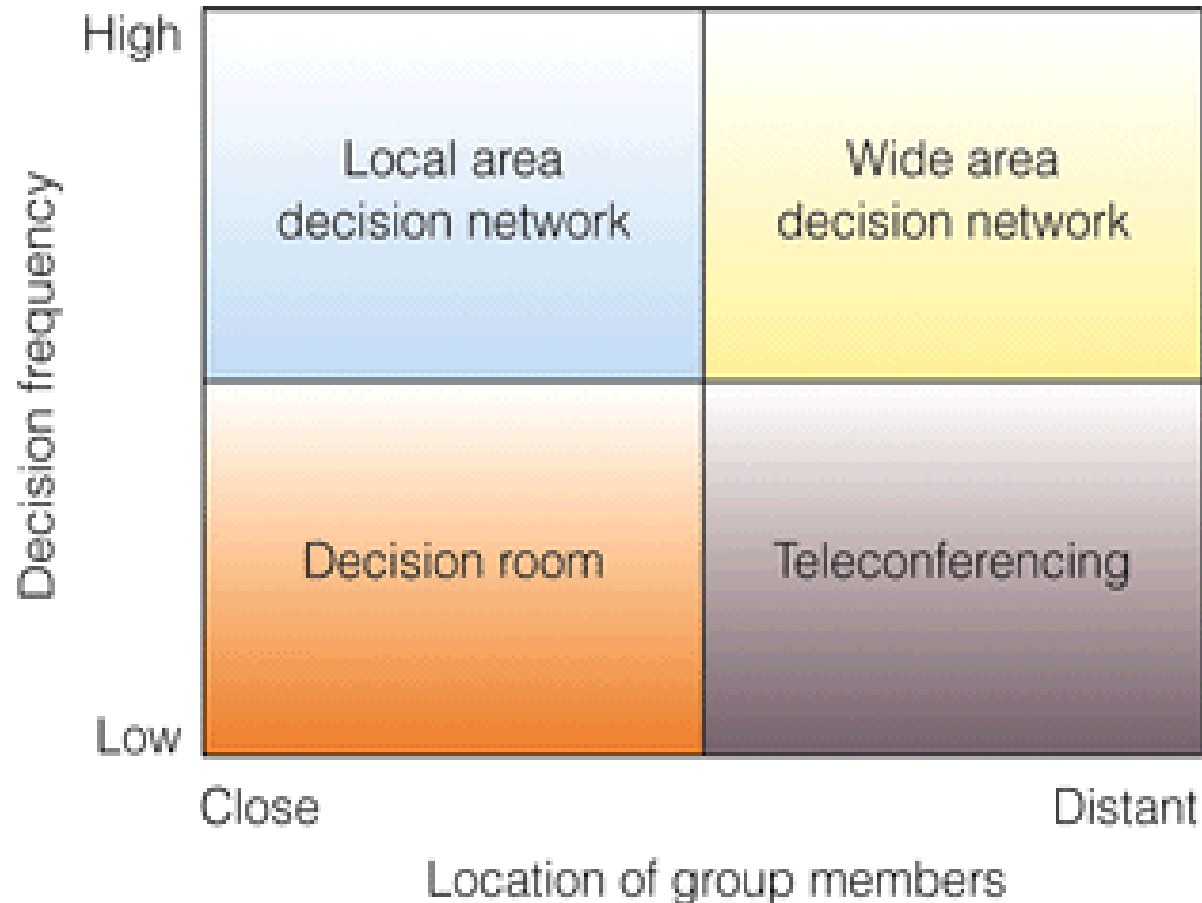 High
Local area
decision network
Wide area
decision network
Decision frequency
Decision room
Teleconferencing
Low
Close
Distant
Location of group members